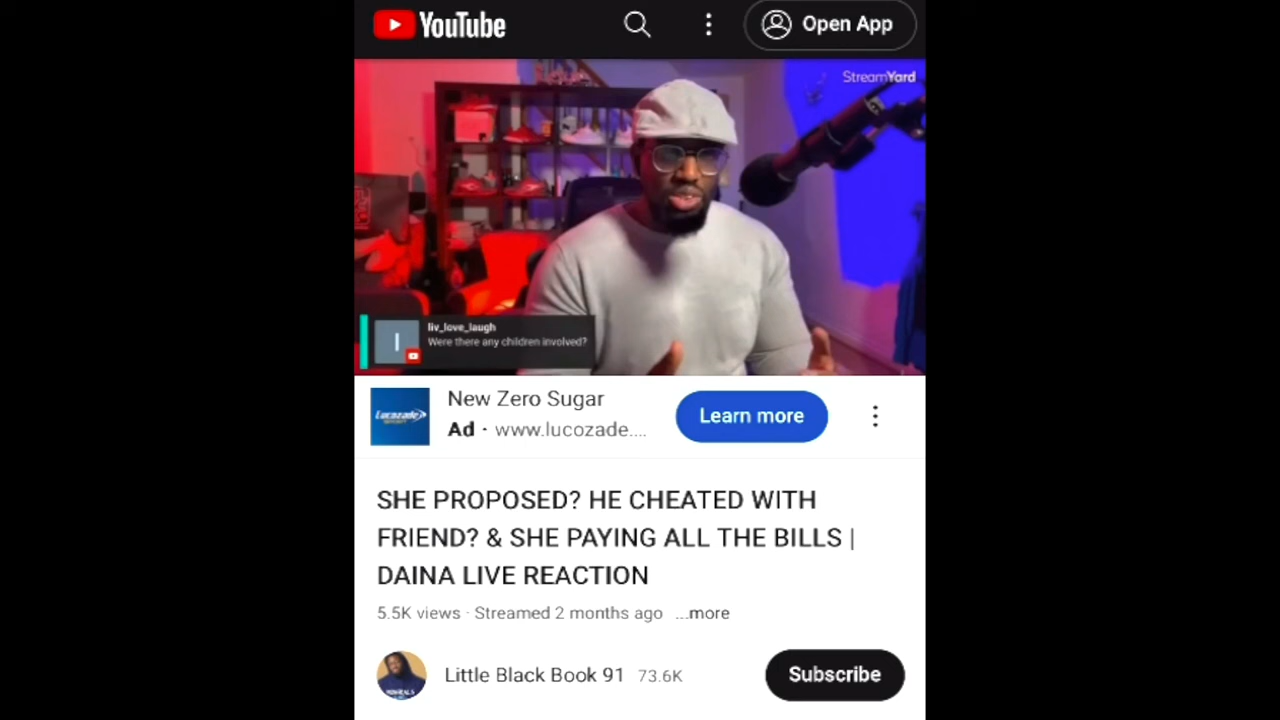 YouTube
Open App
StreamYard
liv_love_laugh
Were there any children involved?
New Zero Sugar
Ad · www.lucozade....
Learn more
SHE PROPOSED? HE CHEATED WITH
FRIEND? & SHE PAYING ALL THE BILLS |
DAINA LIVE REACTION
5.5K views · Streamed 2 months ago ...more
Little Black Book 91 73.6K
Subscribe
Lucozade